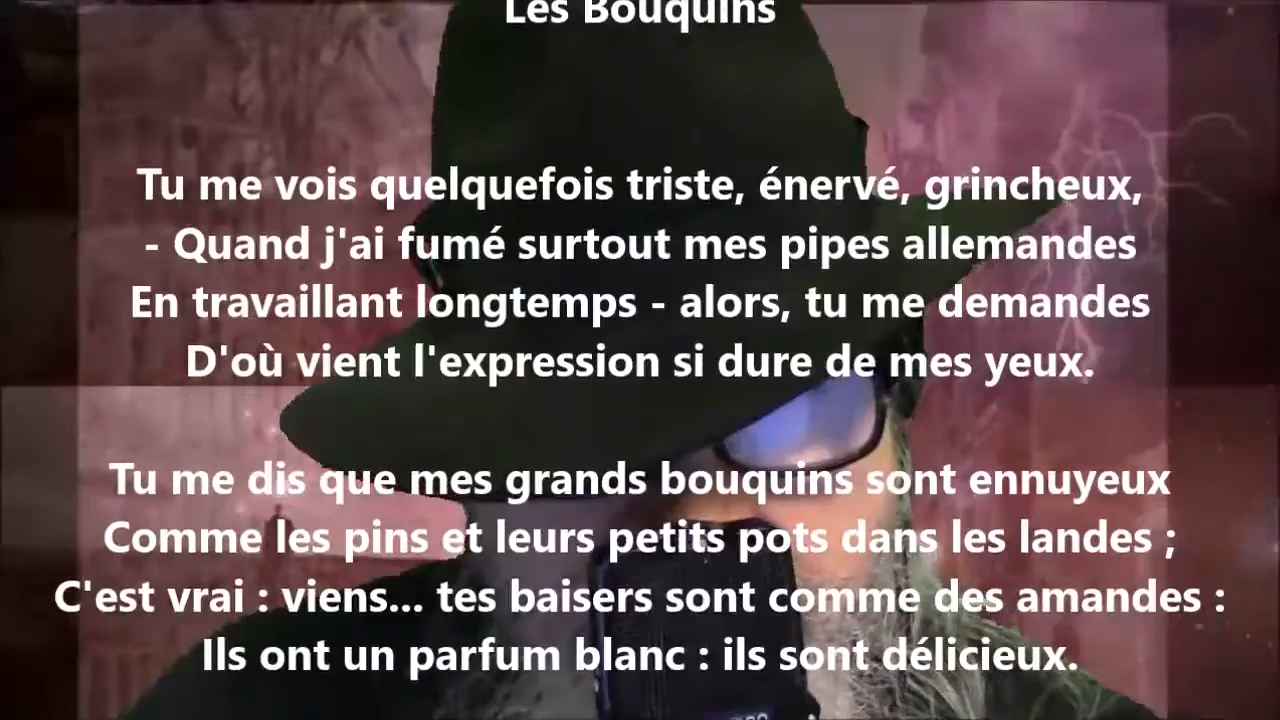 Les Bouquins
Tu me vois quelquefois triste, énervé, grincheux,
- Quand j'ai fumé surtout mes pipes allemandes
En travaillant longtemps - alors, tu me demandes
D'où vient l'expression si dure de mes yeux.
Tu me dis que mes grands bouquins sont ennuyeux
Comme les pins et leurs petits pots dans les landes ;
C'est vrai : viens... tes baisers sont comme des amandes :
Ils ont un parfum blanc : ils sont délicieux.